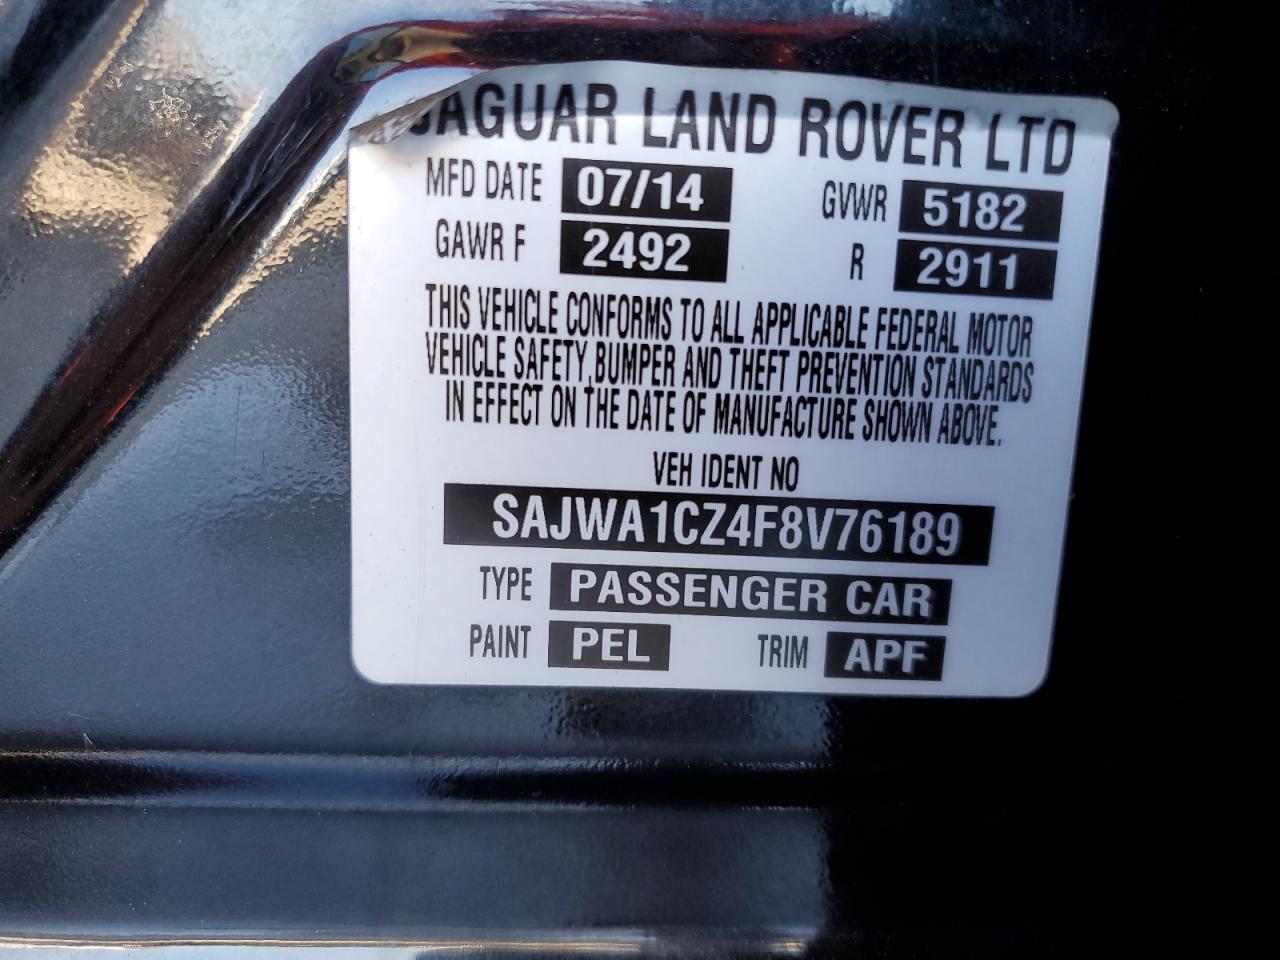 JAGUAR LAND ROVER LTD
MFD DATE 07/14 GVWR 5182
GAWR F 2492 R 2911
THIS VEHICLE CONFORMS TO ALL APPLICABLE FEDERAL MOTOR
VEHICLE SAFETY, BUMPER AND THEFT PREVENTION STANDARDS
IN EFFECT ON THE DATE OF MANUFACTURE SHOWN ABOVE.
VEH IDENT NO
SAJWA1CZ4F8V76189
TYPE PASSENGER CAR
PAINT PEL TRIM APF